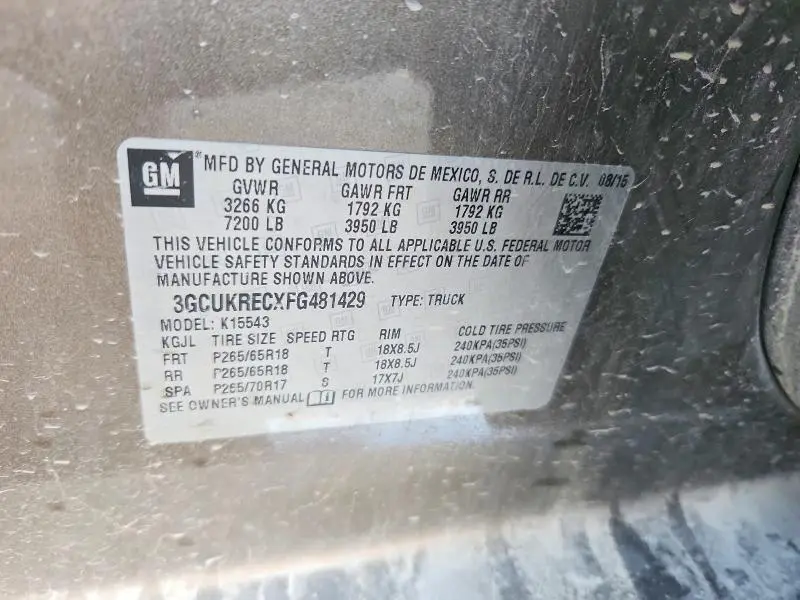 GM ® MFD BY GENERAL MOTORS DE MEXICO, S. DE R.L. DE C.V. 08/15
GVWR GAWR FRT GAWR RR
3266 KG 1792 KG 1792 KG
7200 LB 3950 LB 3950 LB
THIS VEHICLE CONFORMS TO ALL APPLICABLE U.S. FEDERAL MOTOR
VEHICLE SAFETY STANDARDS IN EFFECT ON THE DATE OF
MANUFACTURE SHOWN ABOVE.
3GCUKRECXFG481429 TYPE: TRUCK
MODEL: K15543
KGJL TIRE SIZE SPEED RTG RIM COLD TIRE PRESSURE
FRT P265/65R18 T 18X8.5J 240KPA(35PSI)
RR P265/65R18 T 18X8.5J 240KPA(35PSI)
SPA P265/70R17 S 17X7J 240KPA(35PSI)
SEE OWNER'S MANUAL FOR MORE INFORMATION.